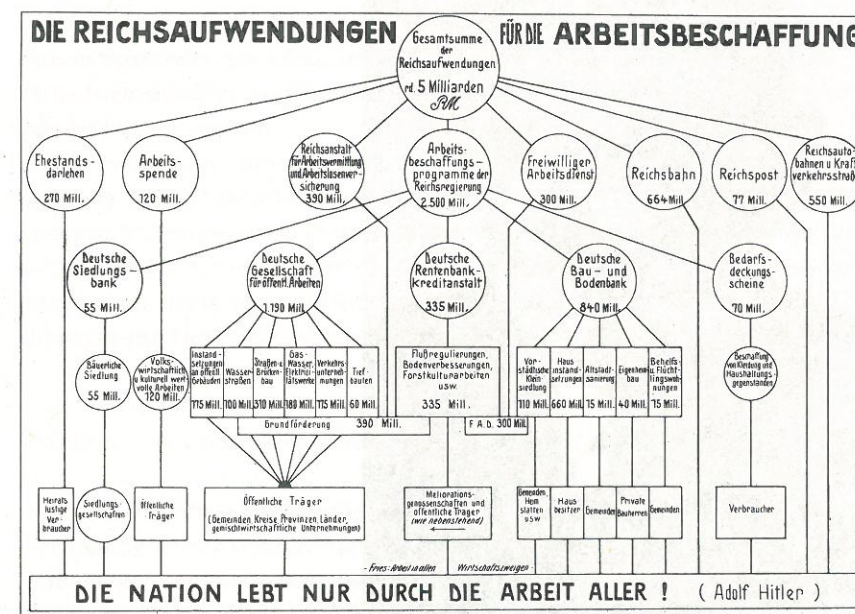 DIE REICHSAUFWENDUNGEN FÜR DIE ARBEITSBESCHAFFUNG
Gesamtsumme
der
Reichsaufwendungen
rd. 5 Milliarden
RM
Ehestands-
darlehen
270 Mill.
Arbeits-
spende
120 Mill.
Reichsanstalt
für Arbeitsvermittlung
und Arbeitslosenver-
sicherung
390 Mill.
Arbeits-
beschaffungs-
programme der
Reichsregierung
2.500 Mill.
Freiwilliger
Arbeitsdienst
300 Mill.
Reichsbahn
664 Mill.
Reichspost
77 Mill.
Reichsauto-
bahnen u Kraft
verkehrsstraß
550 Mill.
Deutsche
Siedlungs-
bank
55 Mill.
Deutsche
Gesellschaft
für öffentl. Arbeiten
1.190 Mill.
Deutsche
Rentenbank-
kreditanstalt
335 Mill.
Deutsche
Bau- und
Bodenbank
840 Mill.
Bedarfs-
deckungs-
scheine
70 Mill.
Bäuerliche
Siedlung
55 Mill.
Volks-
wirtschaftlich
u kulturell wert-
volle Arbeiten
120 Mill.
Instand-
setzungen
an öffentl
Gebäuden
175 Mill.
Wasser-
straßen
100 Mill.
Straßen- u
Brücken-
bau
310 Mill.
Gas-
Wasser,
Elektrizi-
tätswerke
180 Mill.
Verkehrs-
unterneh-
mungen
175 Mill.
Tief-
bauten
60 Mill.
Flußregulierungen,
Bodenverbesserungen,
Forstkulturarbeiten
usw.
335 Mill.
Vor-
städtische
Klein-
siedlung
110 Mill.
Haus
instand-
setzungen
660 Mill
Altstadt-
sanierung
15 Mill.
Eigenheim-
bau
40 Mill.
Behelfs-
u. Flücht-
lingswoh-
nungen
15 Mill.
Beschaffung
von Kleidung und
Haushaltungs-
gegenständen
Grundförderung 390 Mill.
F. A. D. 300 Mill.
Heirats
lustige
Ver-
braucher
Siedlungs-
gesellschaften
Öffentliche
Träger
Öffentliche Träger
(Gemeinden, Kreise Provinzen, Länder,
gemischtwirtschaftliche Unternehmungen)
Meliorations-
genossenschaften und
öffentliche Träger
(wie nebenstehend)
Gemeinden,
Heim
stätten
usw
Haus
besitzer
Gemeinden
Private
Bauherren
Gemeinden
Verbraucher
- Fries: Arbeit in allen Wirtschaftszweigen -
DIE NATION LEBT NUR DURCH DIE ARBEIT ALLER ! ( Adolf Hitler )